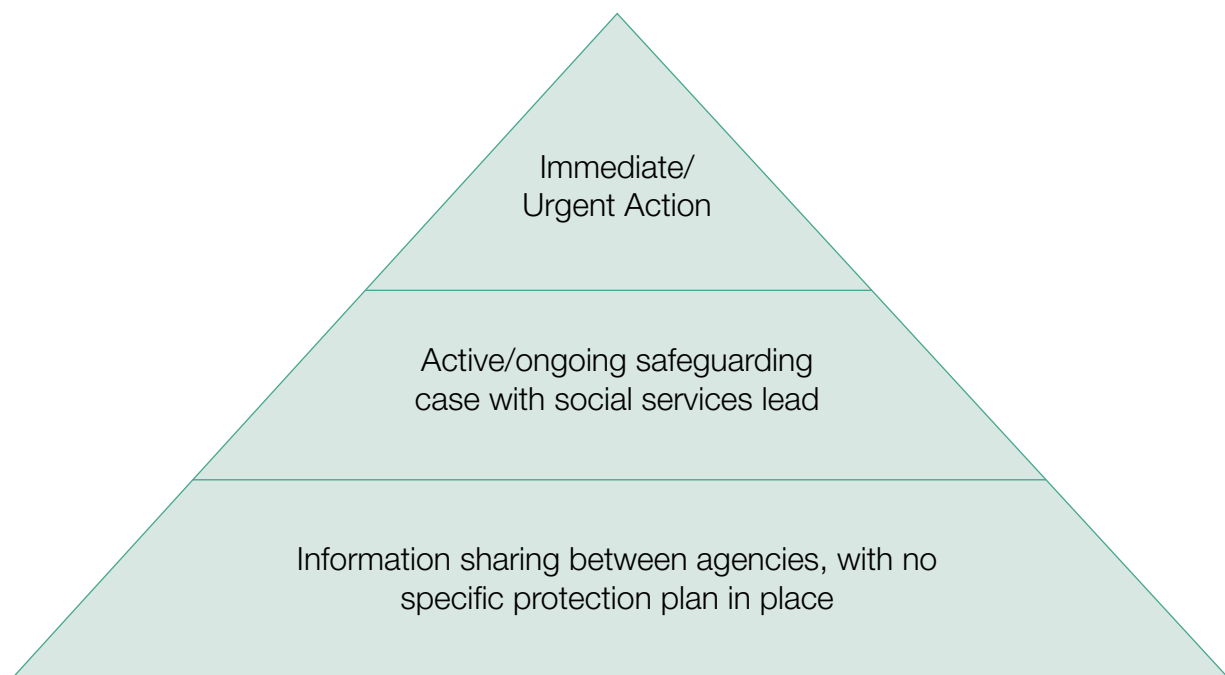 Immediate/
Urgent Action
Active/ongoing safeguarding
case with social services lead
Information sharing between agencies, with no
specific protection plan in place